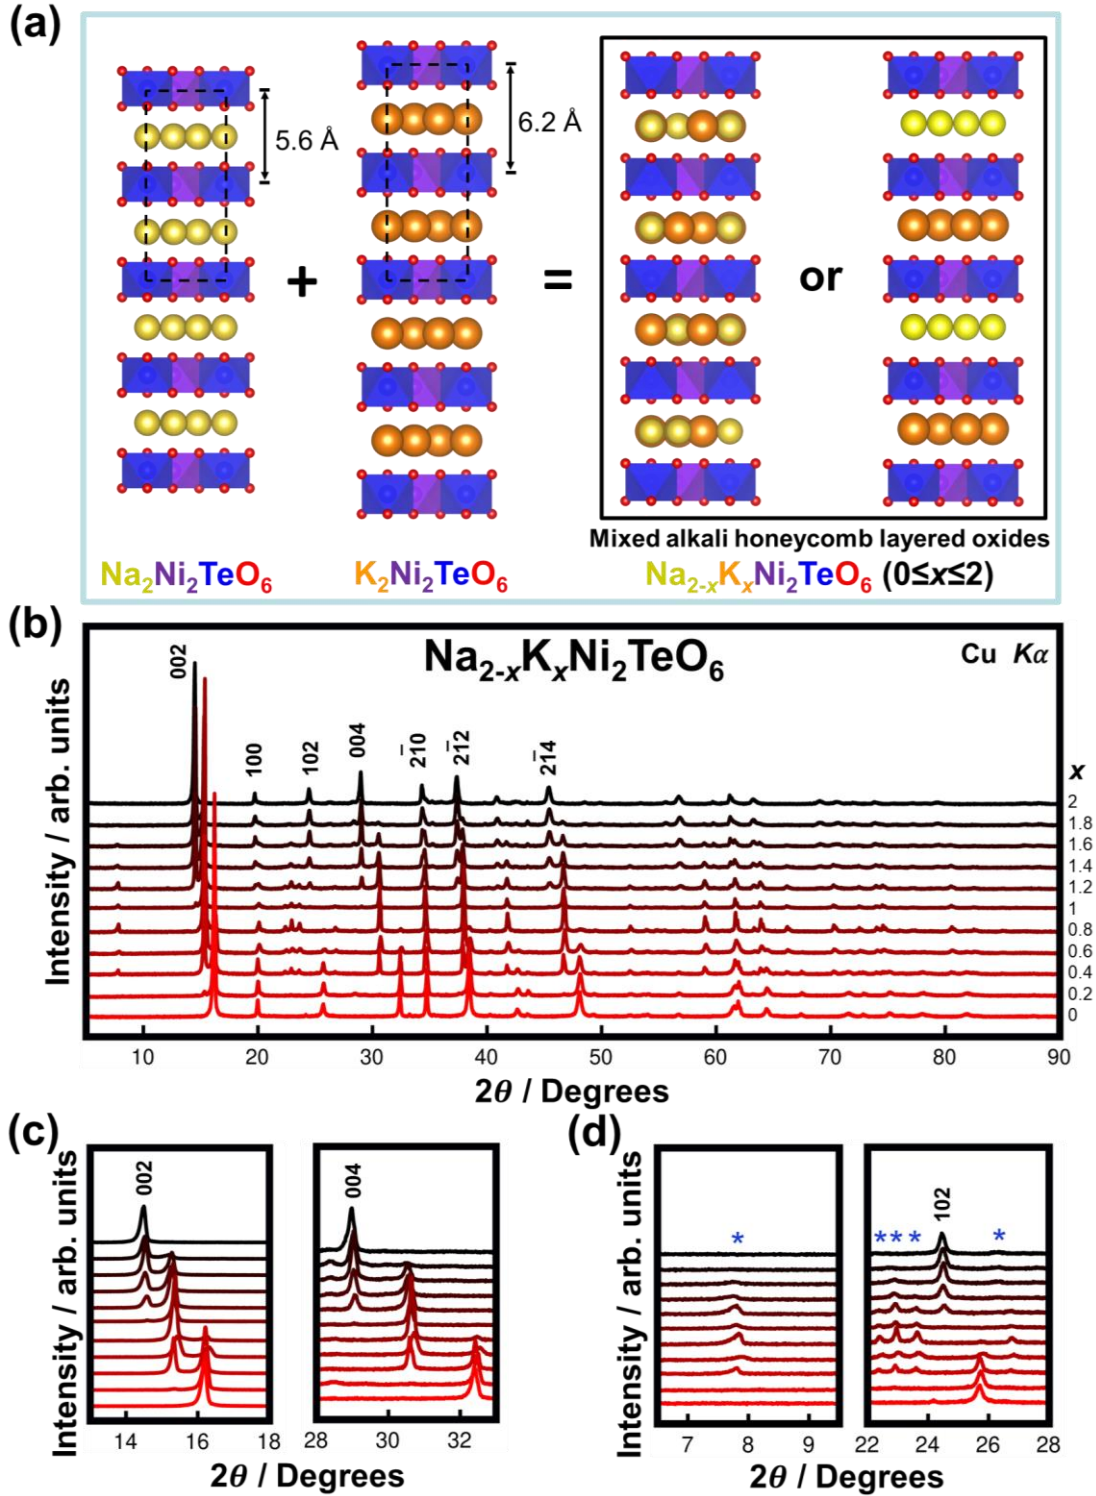 (a)
5.6 Å
6.2 Å
+
=
or
Mixed alkali honeycomb layered oxides
Na₂Ni₂TeO₆
K₂Ni₂TeO₆
Na₂₋ₓKₓNi₂TeO₆ (0≤x≤2)
(b)
Na₂₋ₓKₓNi₂TeO₆
Cu Kα
002
100
102
004
2̄10
2̄12
2̄14
x
2
1.8
1.6
1.4
1.2
1
0.8
0.6
0.4
0.2
0
Intensity / arb. units
10 20 30 40 50 60 70 80 90
2θ / Degrees
(c)
Intensity / arb. units
002
004
14 16 18
28 30 32
2θ / Degrees
(d)
Intensity / arb. units
*
* * * 102 *
7 8 9
22 24 26 28
2θ / Degrees